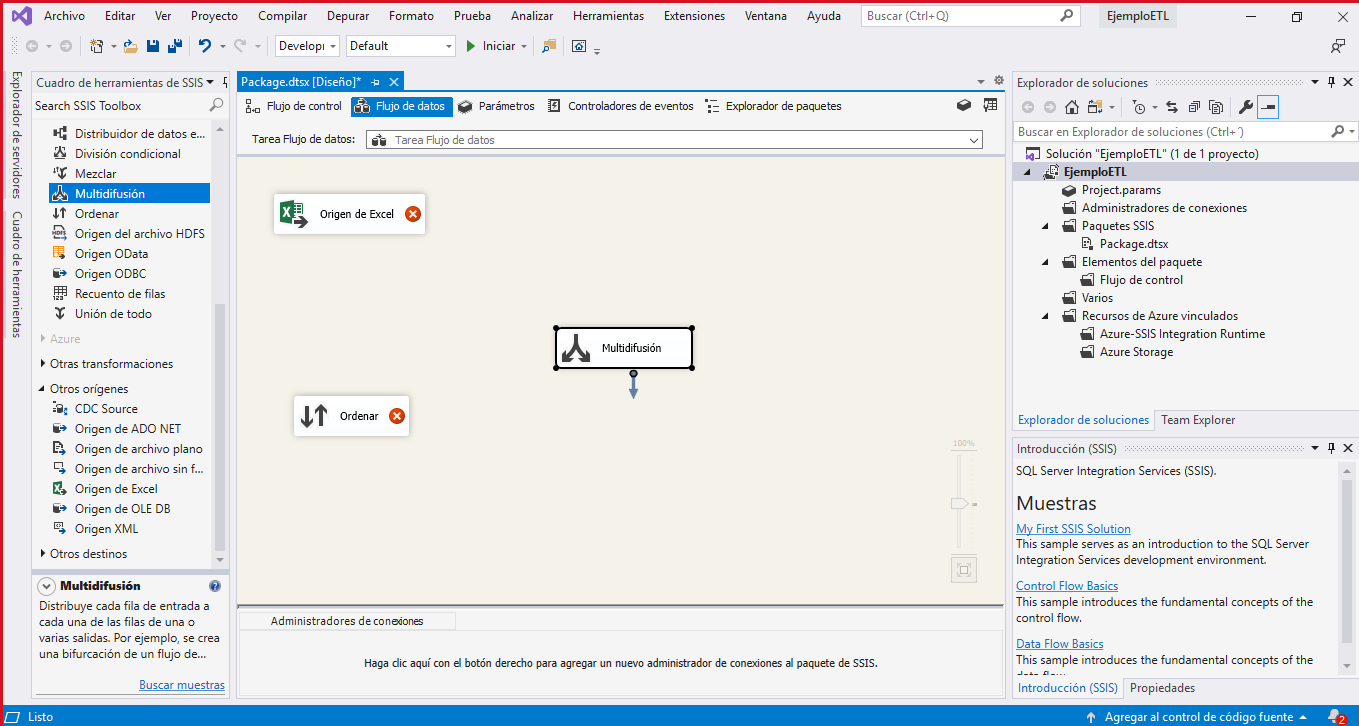 Archivo Editar Ver Proyecto Compilar Depurar Formato Prueba Analizar Herramientas Extensiones Ventana Ayuda Buscar (Ctrl+Q) EjemploETL
Developi Default Iniciar
Explorador de servidores
Cuadro de herramientas
Cuadro de herramientas de SSIS
Search SSIS Toolbox
Distribuidor de datos e...
División condicional
Mezclar
Multidifusión
Ordenar
Origen del archivo HDFS
Origen OData
Origen ODBC
Recuento de filas
Unión de todo
Azure
Otras transformaciones
Otros orígenes
CDC Source
Origen de ADO NET
Origen de archivo plano
Origen de archivo sin f...
Origen de Excel
Origen de OLE DB
Origen XML
Otros destinos
Multidifusión
Distribuye cada fila de entrada a
cada una de las filas de una o
varias salidas. Por ejemplo, se crea
una bifurcación de un flujo de...
Buscar muestras
Package.dtsx [Diseño]*
Flujo de control Flujo de datos Parámetros Controladores de eventos Explorador de paquetes
Tarea Flujo de datos: Tarea Flujo de datos
Origen de Excel
Multidifusión
Ordenar
100%
Administradores de conexiones
Haga clic aquí con el botón derecho para agregar un nuevo administrador de conexiones al paquete de SSIS.
Explorador de soluciones
Buscar en Explorador de soluciones (Ctrl+´)
Solución "EjemploETL" (1 de 1 proyecto)
EjemploETL
Project.params
Administradores de conexiones
Paquetes SSIS
Package.dtsx
Elementos del paquete
Flujo de control
Varios
Recursos de Azure vinculados
Azure-SSIS Integration Runtime
Azure Storage
Explorador de soluciones Team Explorer
Introducción (SSIS)
SQL Server Integration Services (SSIS).
Muestras
My First SSIS Solution
This sample serves as an introduction to the SQL Server
Integration Services development environment.
Control Flow Basics
This sample introduces the fundamental concepts of the
control flow.
Data Flow Basics
This sample introduces the fundamental concepts of the
data flow.
Introducción (SSIS) Propiedades
Listo Agregar al control de código fuente 2